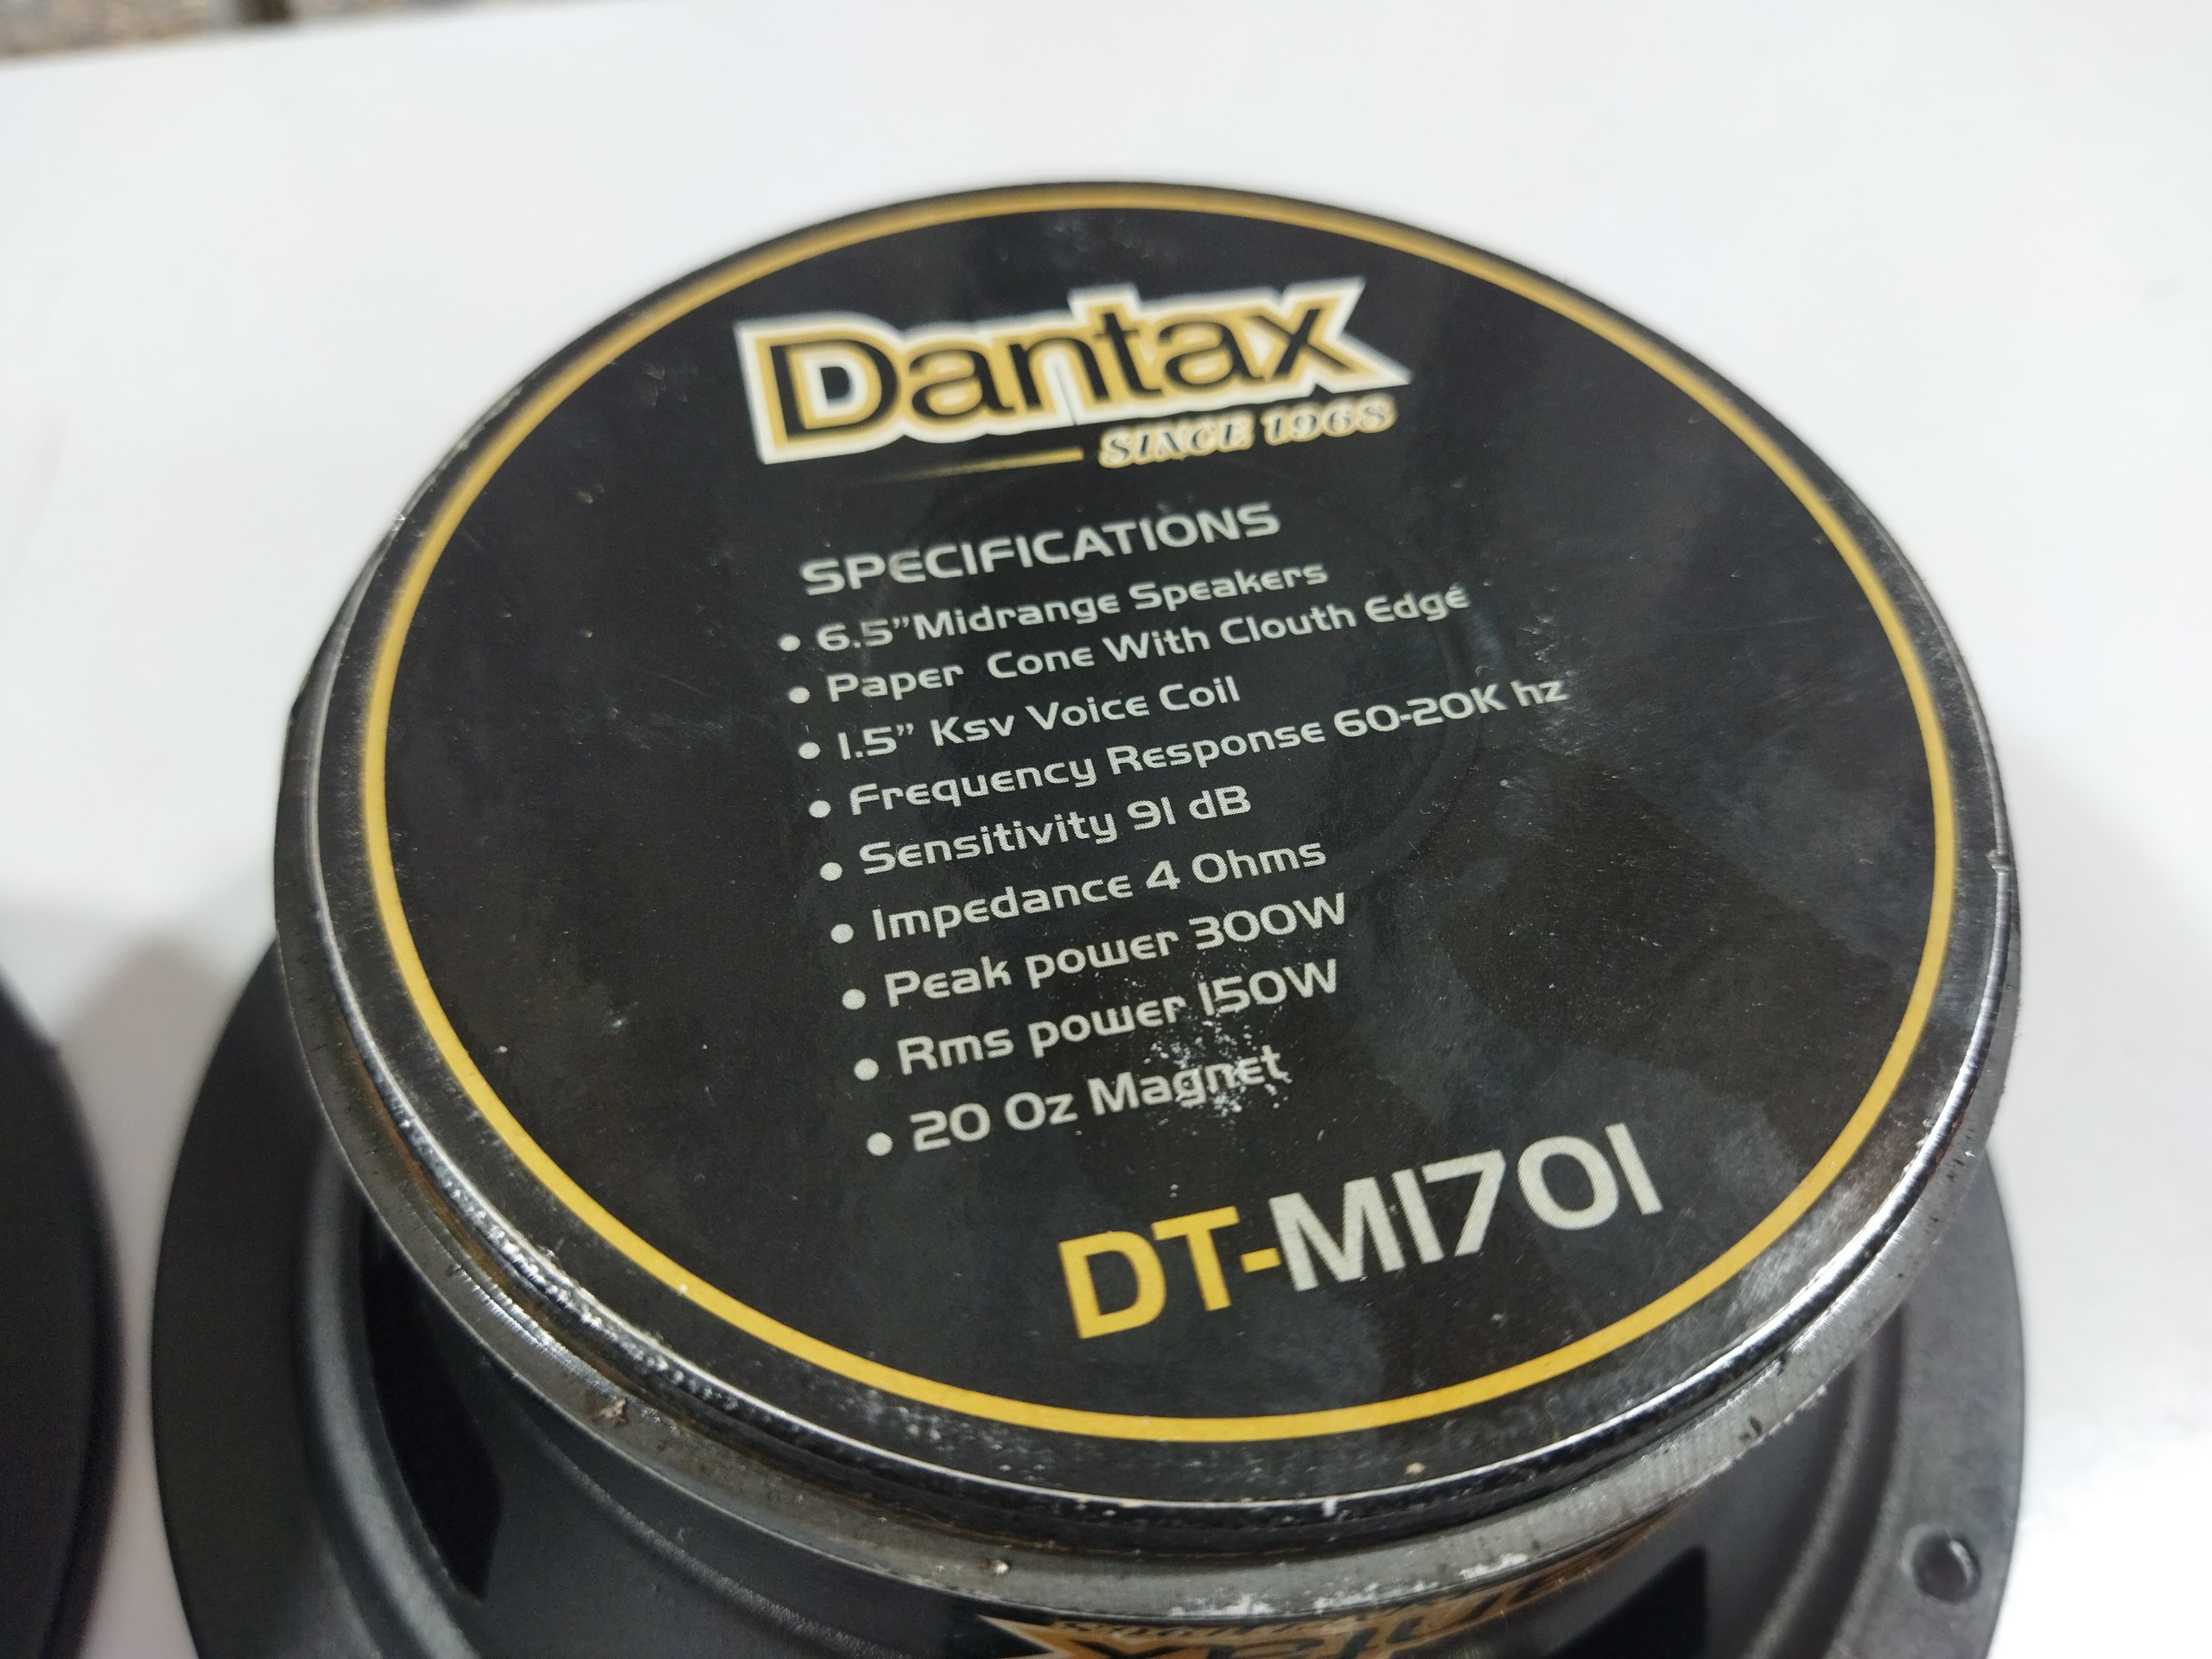 Dantax
SINCE 1968
SPECIFICATIONS
• 6.5"Midrange Speakers
• Paper Cone With Clouth Edge
• 1.5" Ksv Voice Coil
• Frequency Response 60-20K hz
• Sensitivity 91 dB
• Impedance 4 Ohms
• Peak power 300W
• Rms power 150W
• 20 Oz Magnet
DT-M1701